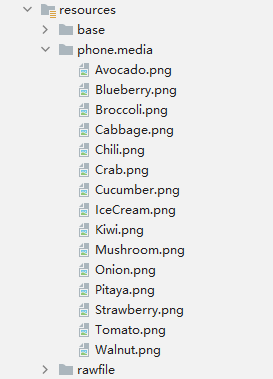 resources
base
phone.media
Avocado.png
Blueberry.png
Broccoli.png
Cabbage.png
Chili.png
Crab.png
Cucumber.png
IceCream.png
Kiwi.png
Mushroom.png
Onion.png
Pitaya.png
Strawberry.png
Tomato.png
Walnut.png
rawfile